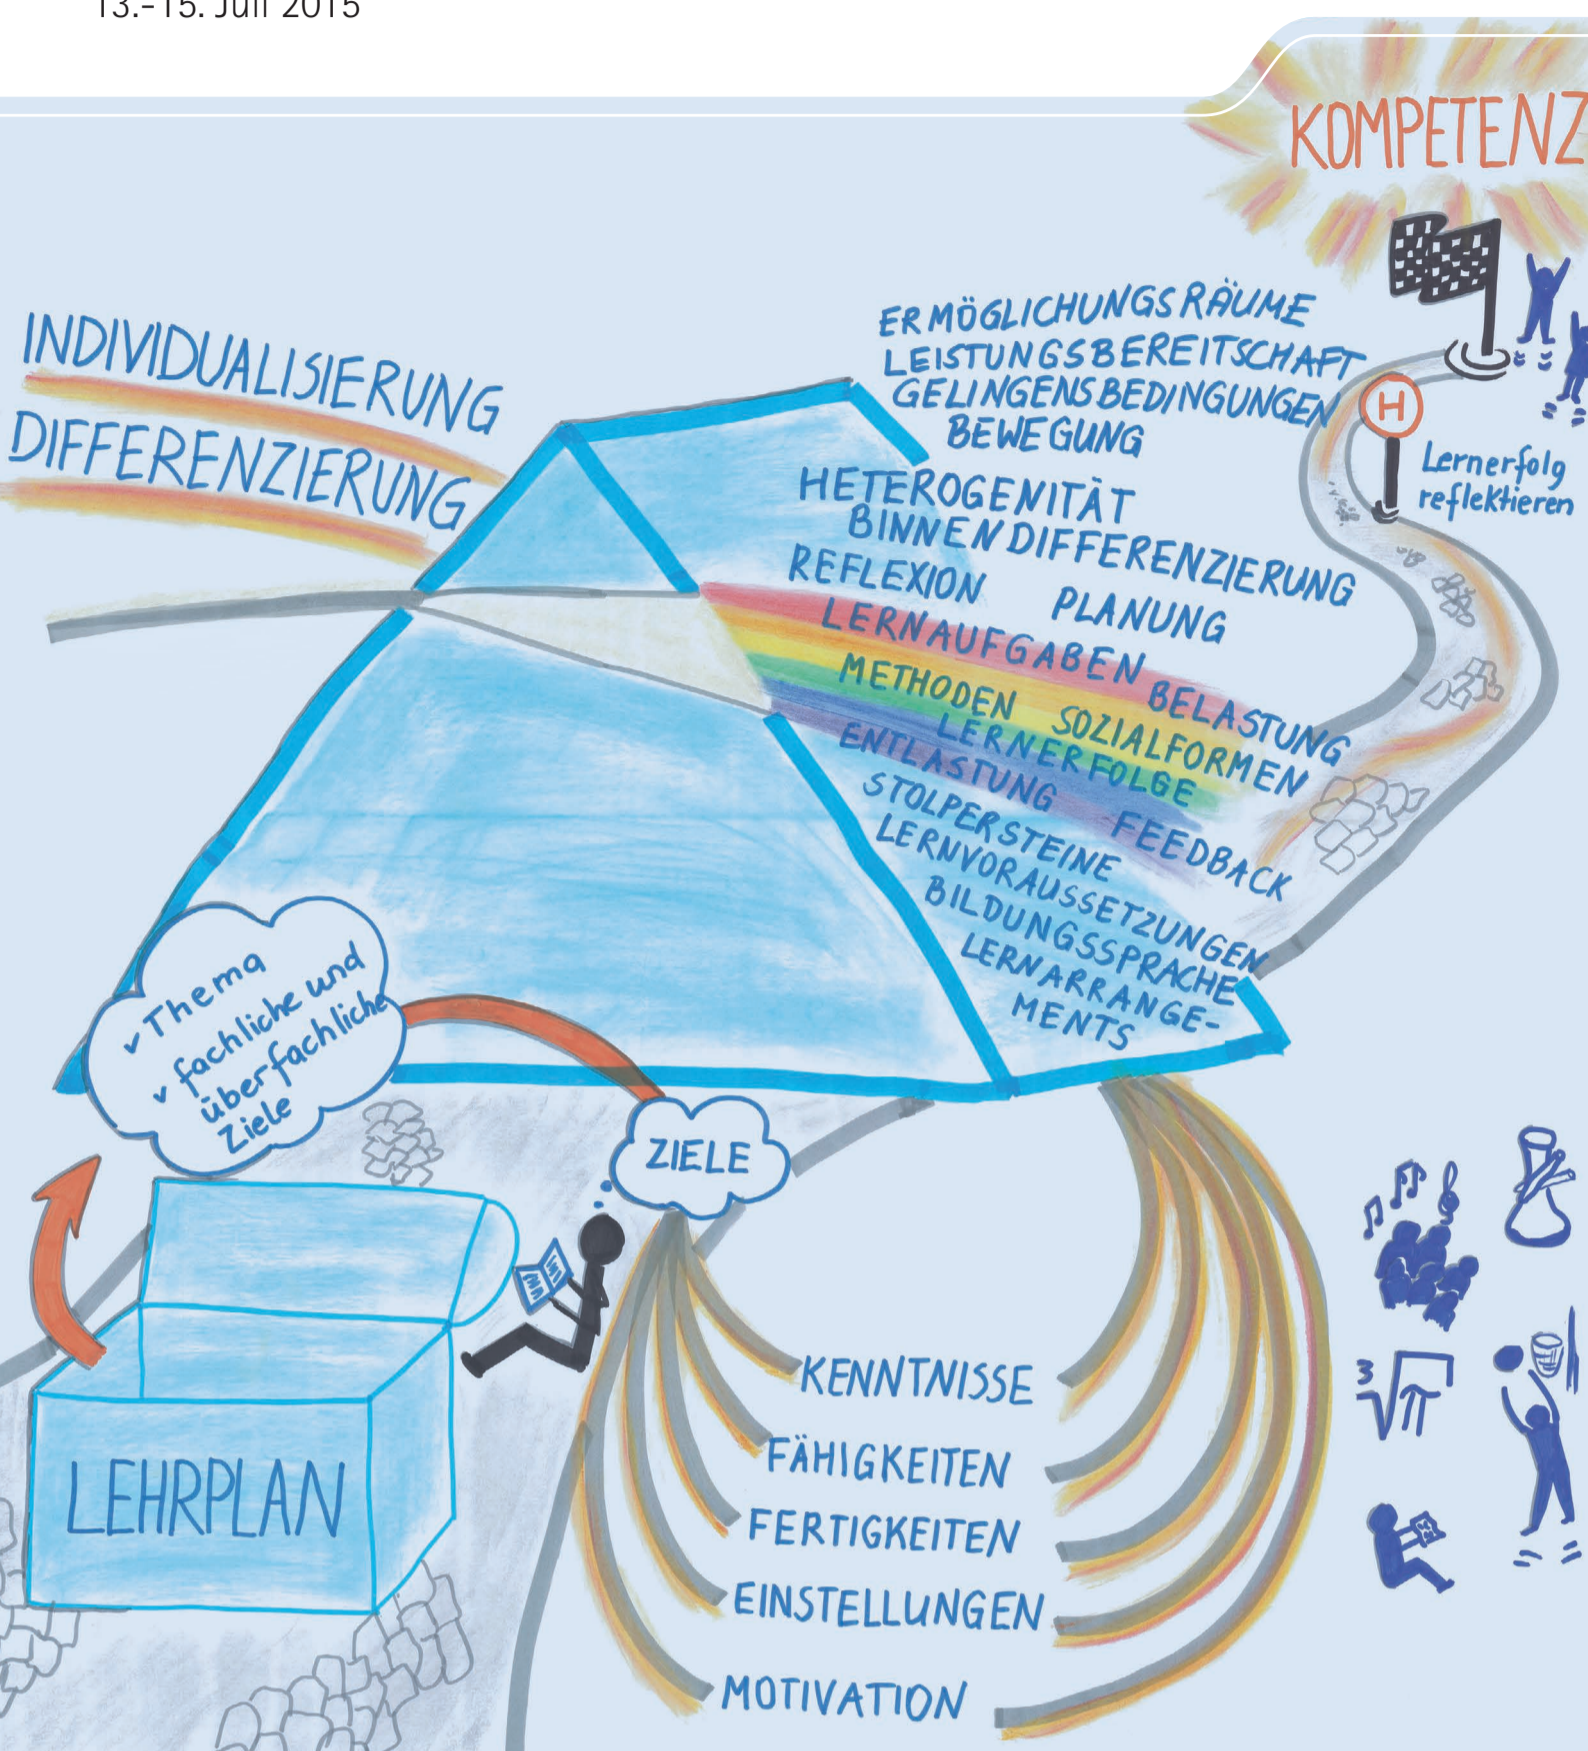 13.-15. Juli 2015
KOMPETENZ
INDIVIDUALISIERUNG
DIFFERENZIERUNG
ERMÖGLICHUNGSRÄUME
LEISTUNGSBEREITSCHAFT
GELINGENSBEDINGUNGEN
BEWEGUNG
H
Lernerfolg
reflektieren
HETEROGENITÄT
BINNENDIFFERENZIERUNG
REFLEXION
PLANUNG
LERNAUFGABEN
BELASTUNG
METHODEN
SOZIALFORMEN
LERNERFOLGE
ENTLASTUNG
FEEDBACK
STOLPERSTEINE
LERNVORAUSSETZUNGEN
BILDUNGSSPRACHE
LERNARRANGE-
MENTS
✓ Thema
✓ fachliche und
überfachliche
Ziele
ZIELE
LEHRPLAN
KENNTNISSE
FÄHIGKEITEN
FERTIGKEITEN
EINSTELLUNGEN
MOTIVATION
3√π